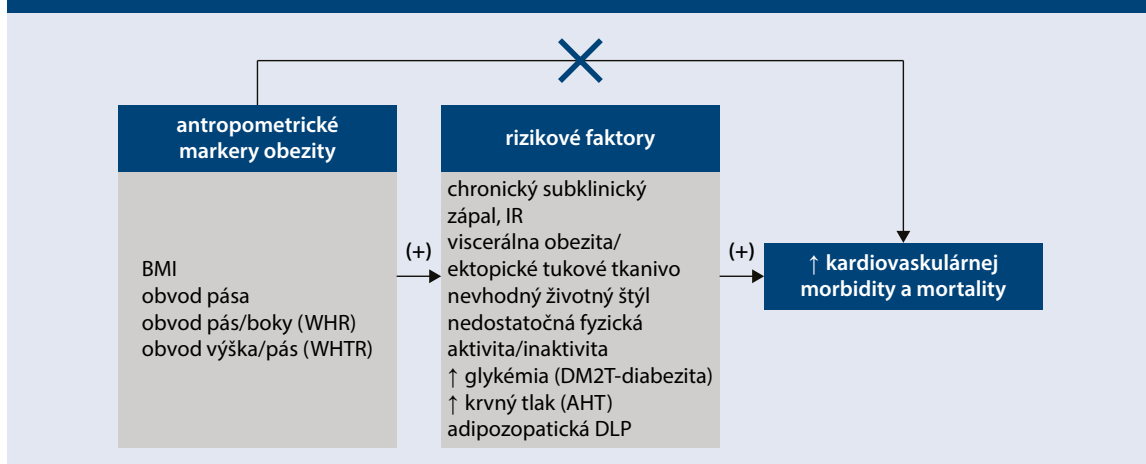 antropometrické
markery obezity
BMI
obvod pása
obvod pás/boky (WHR)
obvod výška/pás (WHTR)
(+)
rizikové faktory
chronický subklinický
zápal, IR
viscerálna obezita/
ektopické tukové tkanivo
nevhodný životný štýl
nedostatočná fyzická
aktivita/inaktivita
↑ glykémia (DM2T-diabezita)
↑ krvný tlak (AHT)
adipozopatická DLP
(+)
↑ kardiovaskulárnej
morbidity a mortality